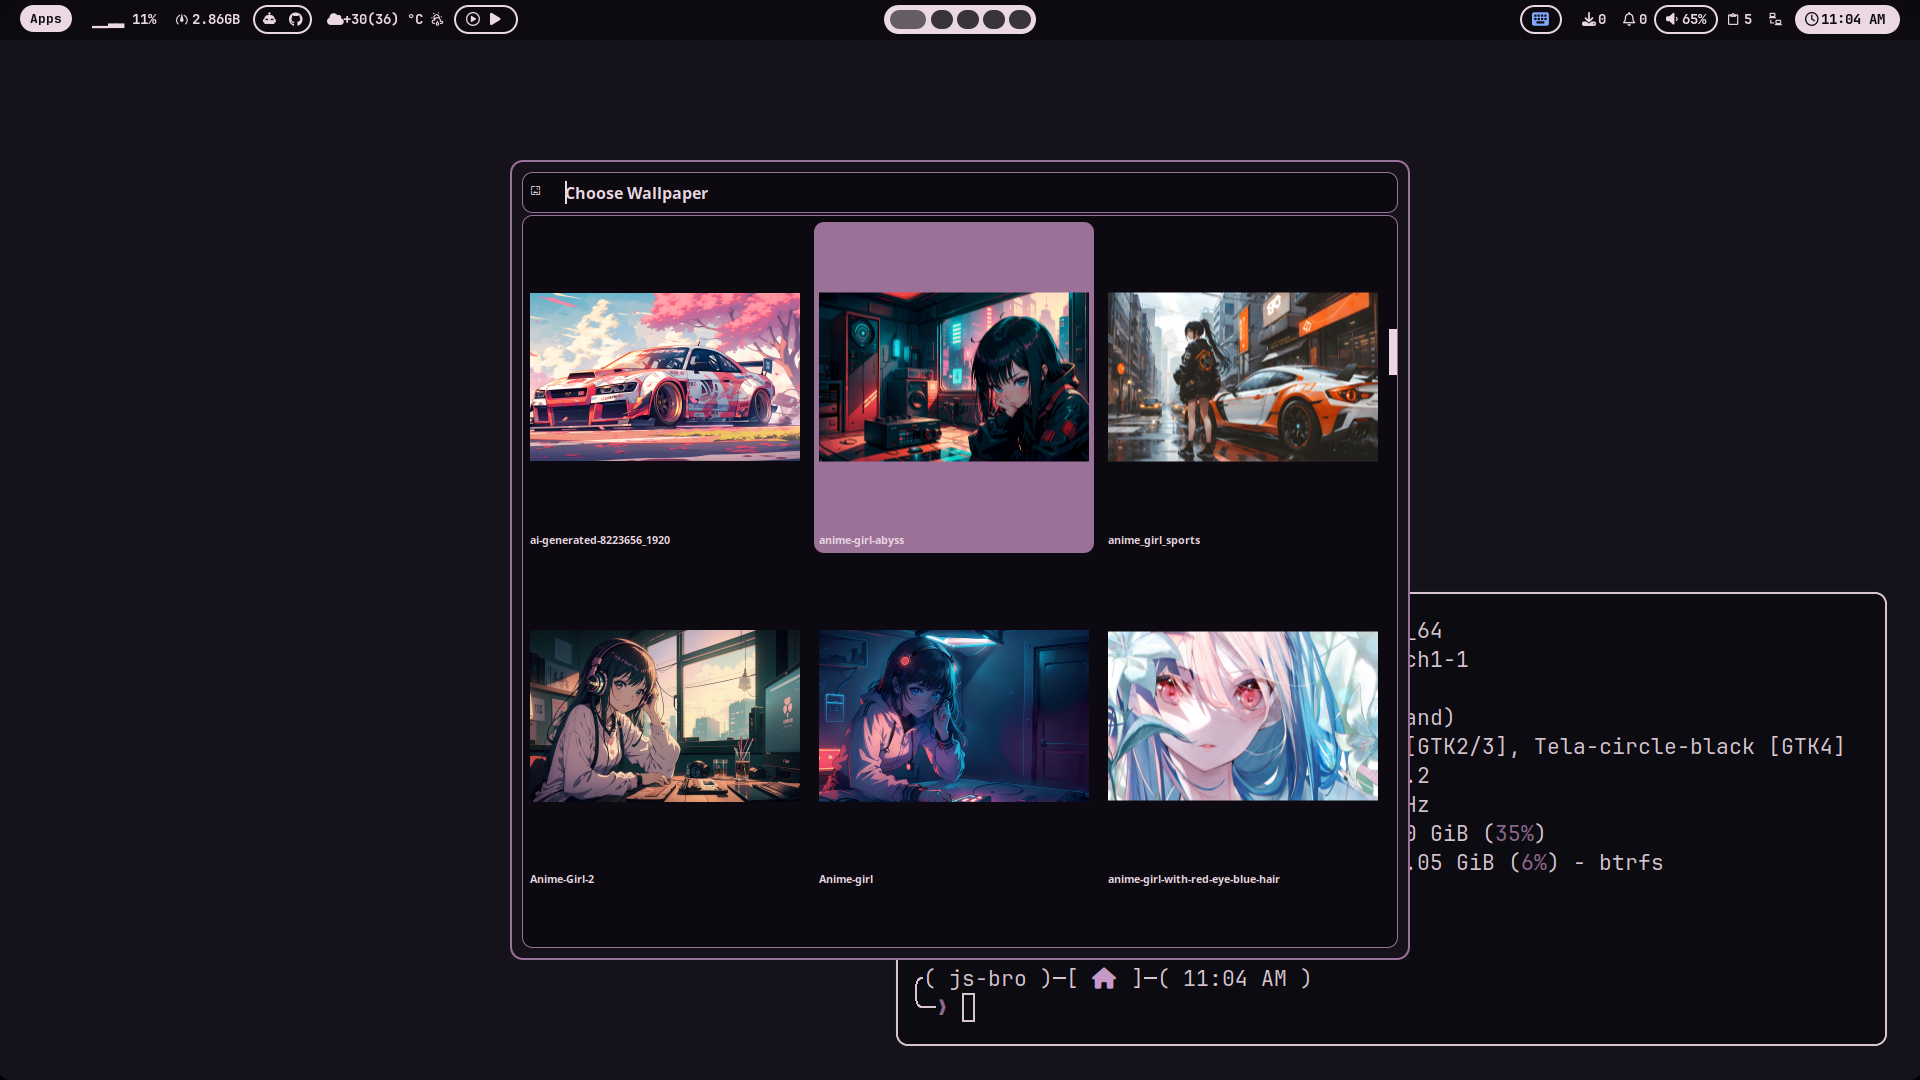 Apps 11% 2.86GB +30(36) °C 0 0 65% 5 11:04 AM
Choose Wallpaper
ai-generated-8223656_1920 anime-girl-abyss anime_girl_sports
Anime-Girl-2 Anime-girl anime-girl-with-red-eye-blue-hair
_64
ch1-1
and)
[GTK2/3], Tela-circle-black [GTK4]
.2
Hz
0 GiB (35%)
.05 GiB (6%) - btrfs
( js-bro )-[ ]-( 11:04 AM )